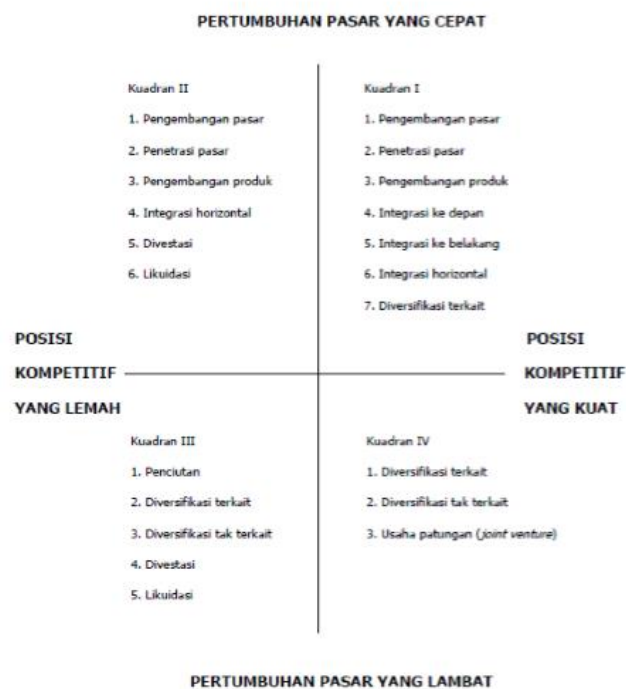 PERTUMBUHAN PASAR YANG CEPAT
Kuadran II
1. Pengembangan pasar
2. Penetrasi pasar
3. Pengembangan produk
4. Integrasi horizontal
5. Divestasi
6. Likuidasi
Kuadran I
1. Pengembangan pasar
2. Penetrasi pasar
3. Pengembangan produk
4. Integrasi ke depan
5. Integrasi ke belakang
6. Integrasi horizontal
7. Diversifikasi terkait
POSISI
KOMPETITIF
YANG LEMAH
POSISI
KOMPETITIF
YANG KUAT
Kuadran III
1. Penciutan
2. Diversifikasi terkait
3. Diversifikasi tak terkait
4. Divestasi
5. Likuidasi
Kuadran IV
1. Diversifikasi terkait
2. Diversifikasi tak terkait
3. Usaha patungan (joint venture)
PERTUMBUHAN PASAR YANG LAMBAT